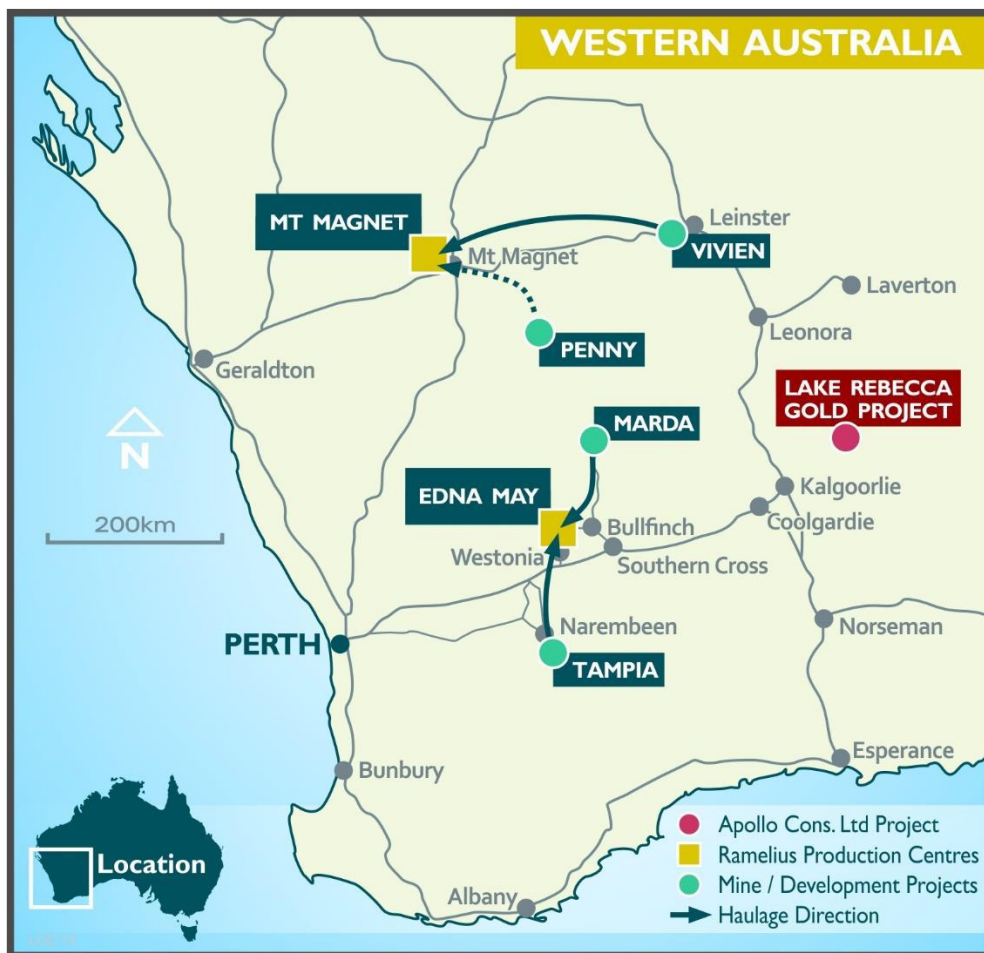 WESTERN AUSTRALIA
MT MAGNET
Mt Magnet
Leinster
VIVIEN
Laverton
Leonora
PENNY
Geraldton
LAKE REBECCA
GOLD PROJECT
N
200km
MARDA
EDNA MAY
Kalgoorlie
Coolgardie
Bullfinch
Westonia
Southern Cross
PERTH
Narembeen
TAMPIA
Norseman
Bunbury
Esperance
Albany
Location
Apollo Cons. Ltd Project
Ramelius Production Centres
Mine / Development Projects
Haulage Direction